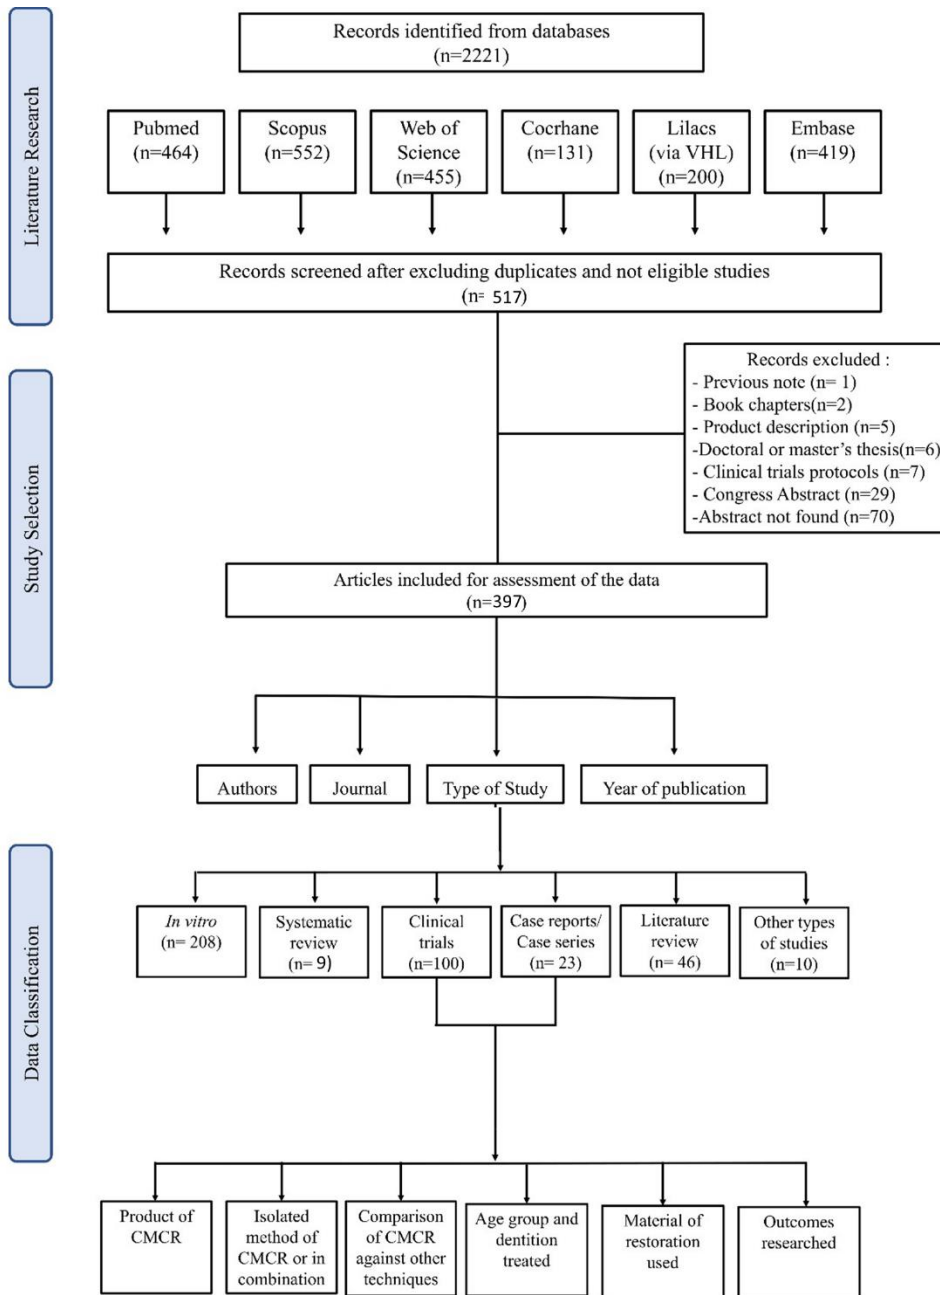 Literature Research
Records identified from databases
(n=2221)
Pubmed
(n=464)
Scopus
(n=552)
Web of
Science
(n=455)
Cocrhane
(n=131)
Lilacs
(via VHL)
(n=200)
Embase
(n=419)
Records screened after excluding duplicates and not eligible studies
(n= 517)
Study Selection
Records excluded :
- Previous note (n= 1)
- Book chapters(n=2)
- Product description (n=5)
-Doctoral or master’s thesis(n=6)
- Clinical trials protocols (n=7)
- Congress Abstract (n=29)
-Abstract not found (n=70)
Articles included for assessment of the data
(n=397)
Authors
Journal
Type of Study
Year of publication
Data Classification
In vitro
(n= 208)
Systematic
review
(n= 9)
Clinical
trials
(n=100)
Case reports/
Case series
(n= 23)
Literature
review
(n= 46)
Other types
of studies
(n=10)
Product of
CMCR
Isolated
method of
CMCR or in
combination
Comparison
of CMCR
against other
techniques
Age group and
dentition
treated
Material of
restoration
used
Outcomes
researched